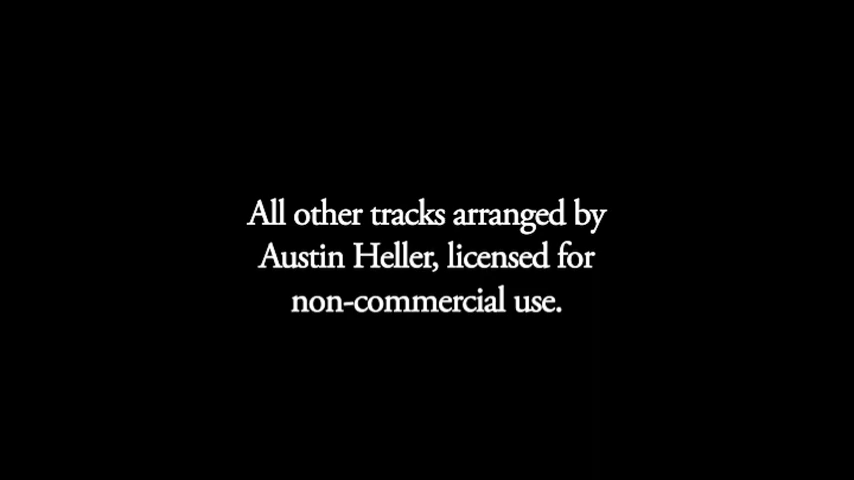 All other tracks arranged by
Austin Heller, licensed for
non-commercial use.